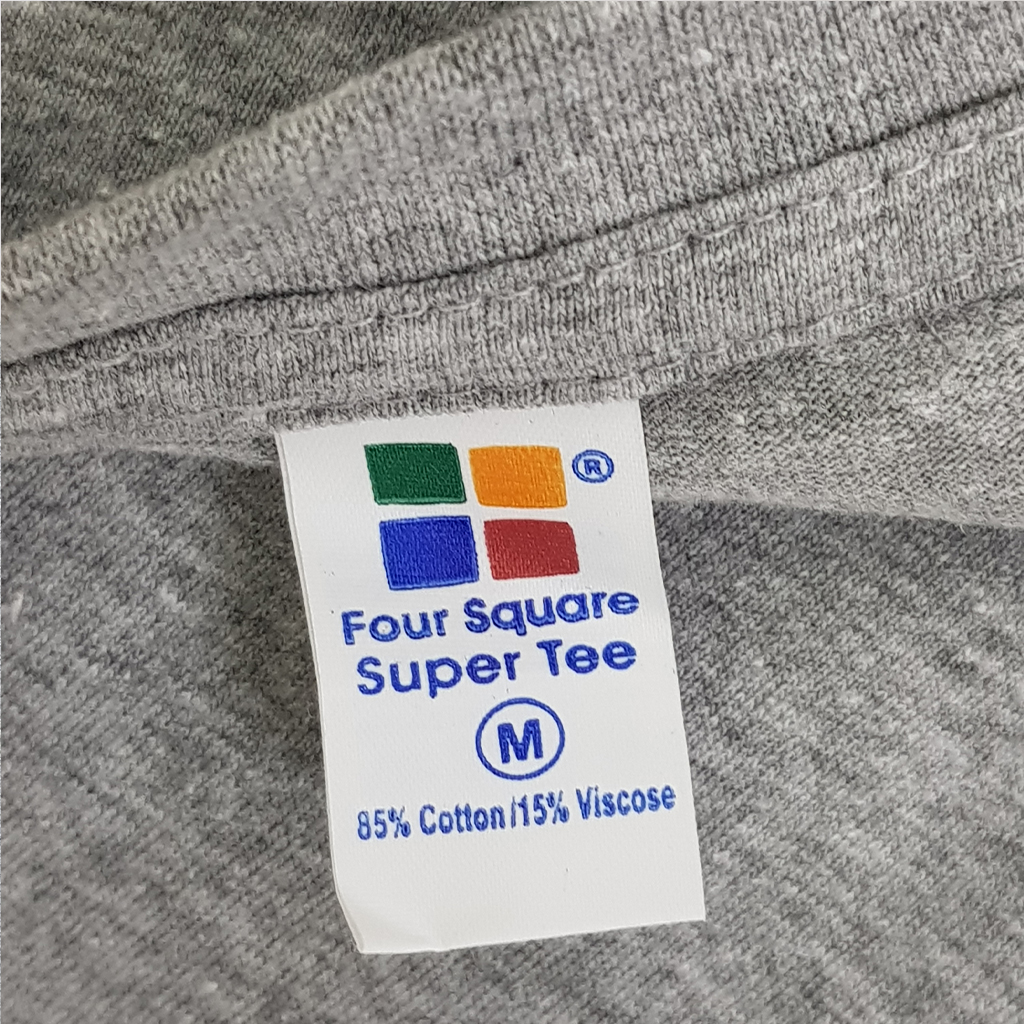 ®
Four Square
Super Tee
M
85% Cotton/15% Viscose